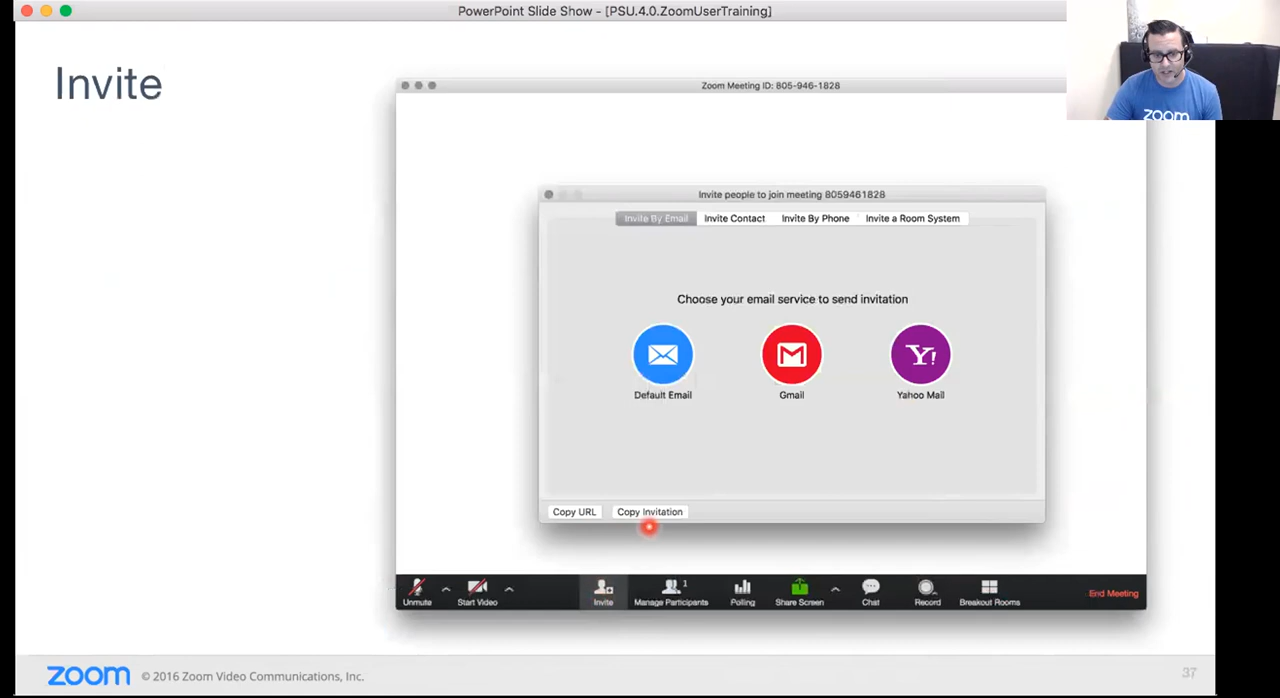 PowerPoint Slide Show - [PSU.4.0.ZoomUserTraining]
Invite
Zoom Meeting ID: 805-946-1828
zoom
Invite people to join meeting 8059461828
Invite By Email Invite Contact Invite By Phone Invite a Room System
Choose your email service to send invitation
Y!
Default Email Gmail Yahoo Mail
Copy URL Copy Invitation
1
Unmute Start Video Invite Manage Participants Polling Share Screen Chat Record Breakout Rooms End Meeting
zoom © 2016 Zoom Video Communications, Inc. 37